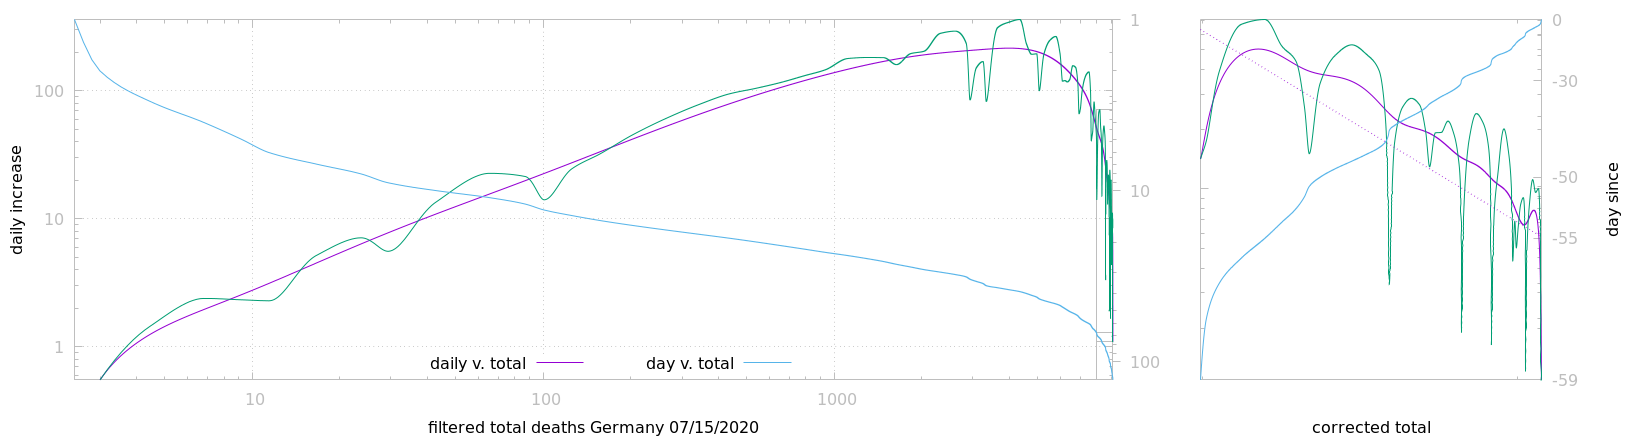 daily increase
100
10
1
10
100
1000
filtered total deaths Germany 07/15/2020
daily v. total
day v. total
1
10
100
0
-30
-50
-55
-59
day since
corrected total